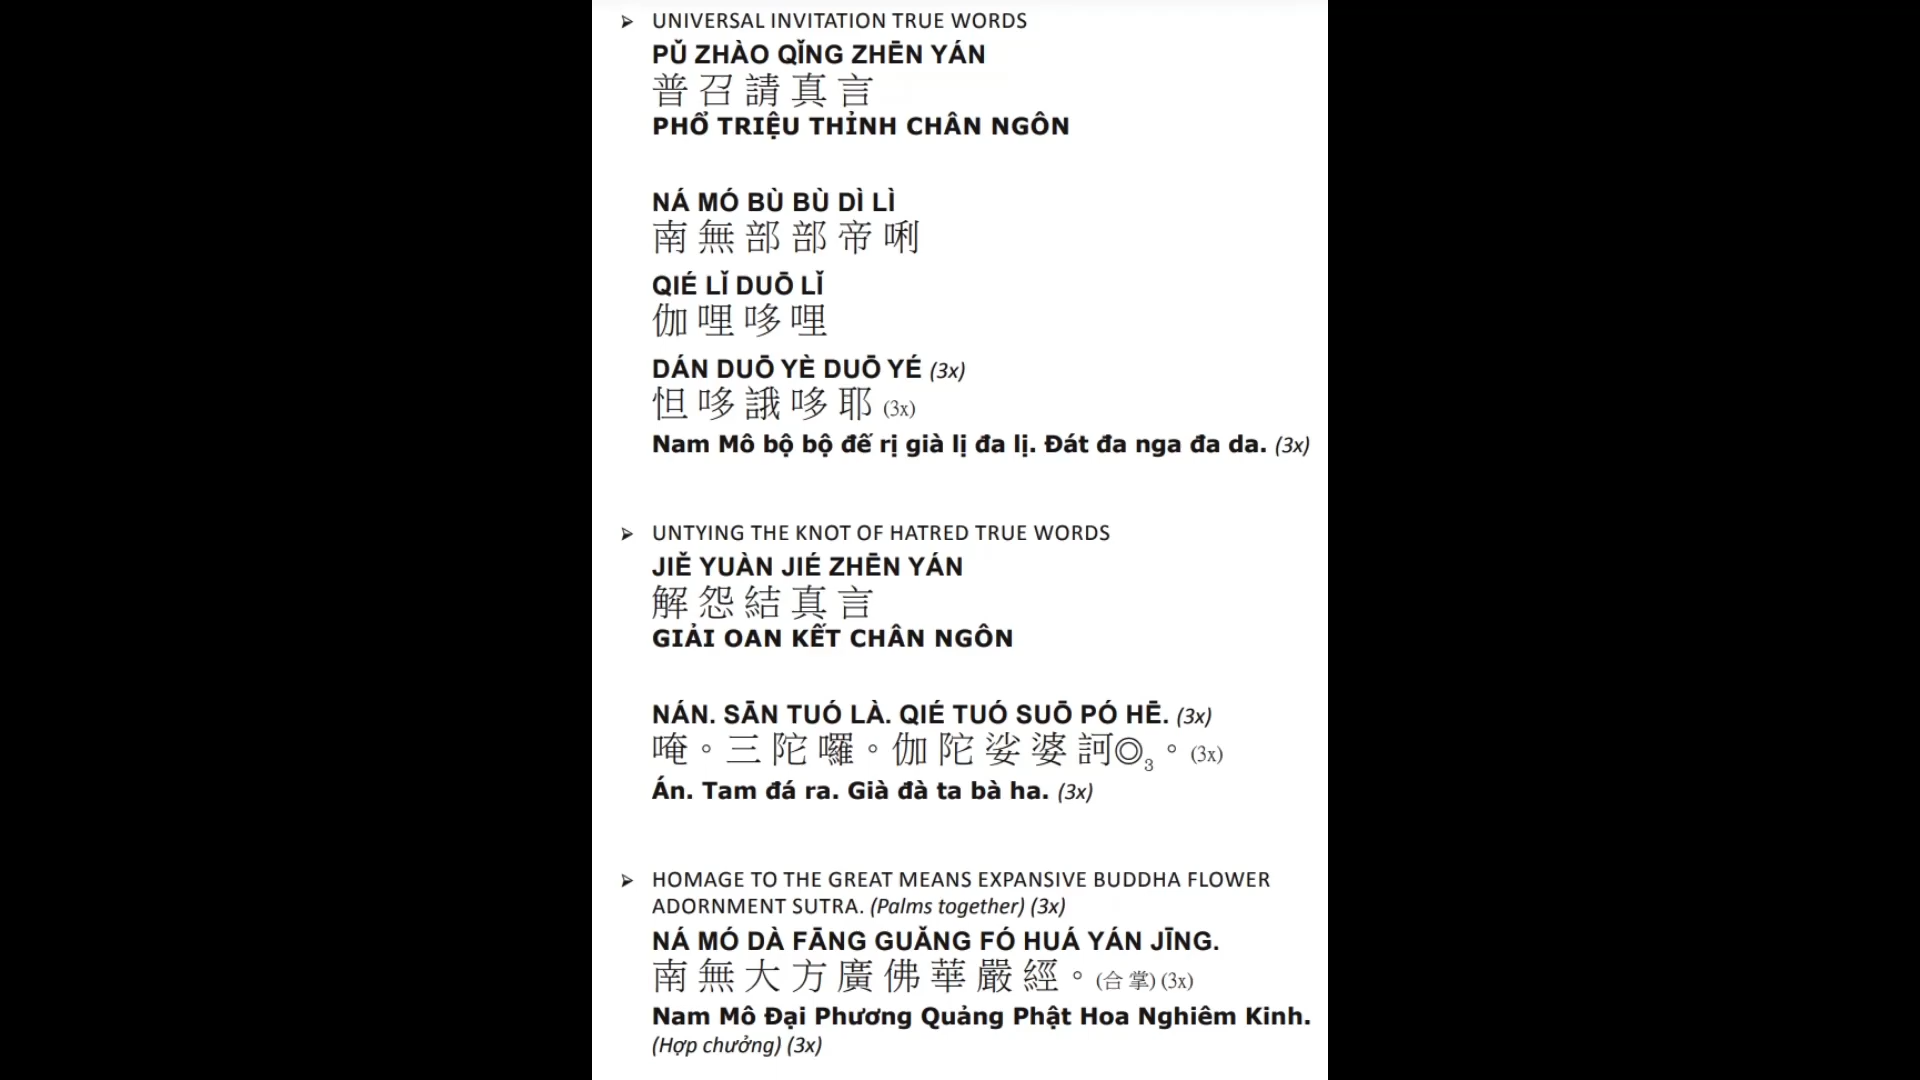 ➢ UNIVERSAL INVITATION TRUE WORDS
PǓ ZHÀO QǏNG ZHĒN YÁN
普召請真言
PHỔ TRIỆU THỈNH CHÂN NGÔN
NÁ MÓ BÙ BÙ DÌ LÌ
南無部部帝唎
QIÉ LǏ DUŌ LǏ
伽哩哆哩
DÁN DUŌ YÈ DUŌ YÉ (3x)
怛哆誐哆耶 (3x)
Nam Mô bộ bộ đế rị già lị đa lị. Đát đa nga đa da. (3x)
➢ UNTYING THE KNOT OF HATRED TRUE WORDS
JIĚ YUÀN JIÉ ZHĒN YÁN
解怨結真言
GIẢI OAN KẾT CHÂN NGÔN
NÁN. SĀN TUÓ LÀ. QIÉ TUÓ SUŌ PÓ HĒ. (3x)
唵。三陀囉。伽陀娑婆訶◎3。(3x)
Án. Tam đá ra. Già đà ta bà ha. (3x)
➢ HOMAGE TO THE GREAT MEANS EXPANSIVE BUDDHA FLOWER
ADORNMENT SUTRA. (Palms together) (3x)
NÁ MÓ DÀ FĀNG GUǍNG FÓ HUÁ YÁN JĪNG.
南無大方廣佛華嚴經。(合掌) (3x)
Nam Mô Đại Phương Quảng Phật Hoa Nghiêm Kinh.
(Hợp chưởng) (3x)